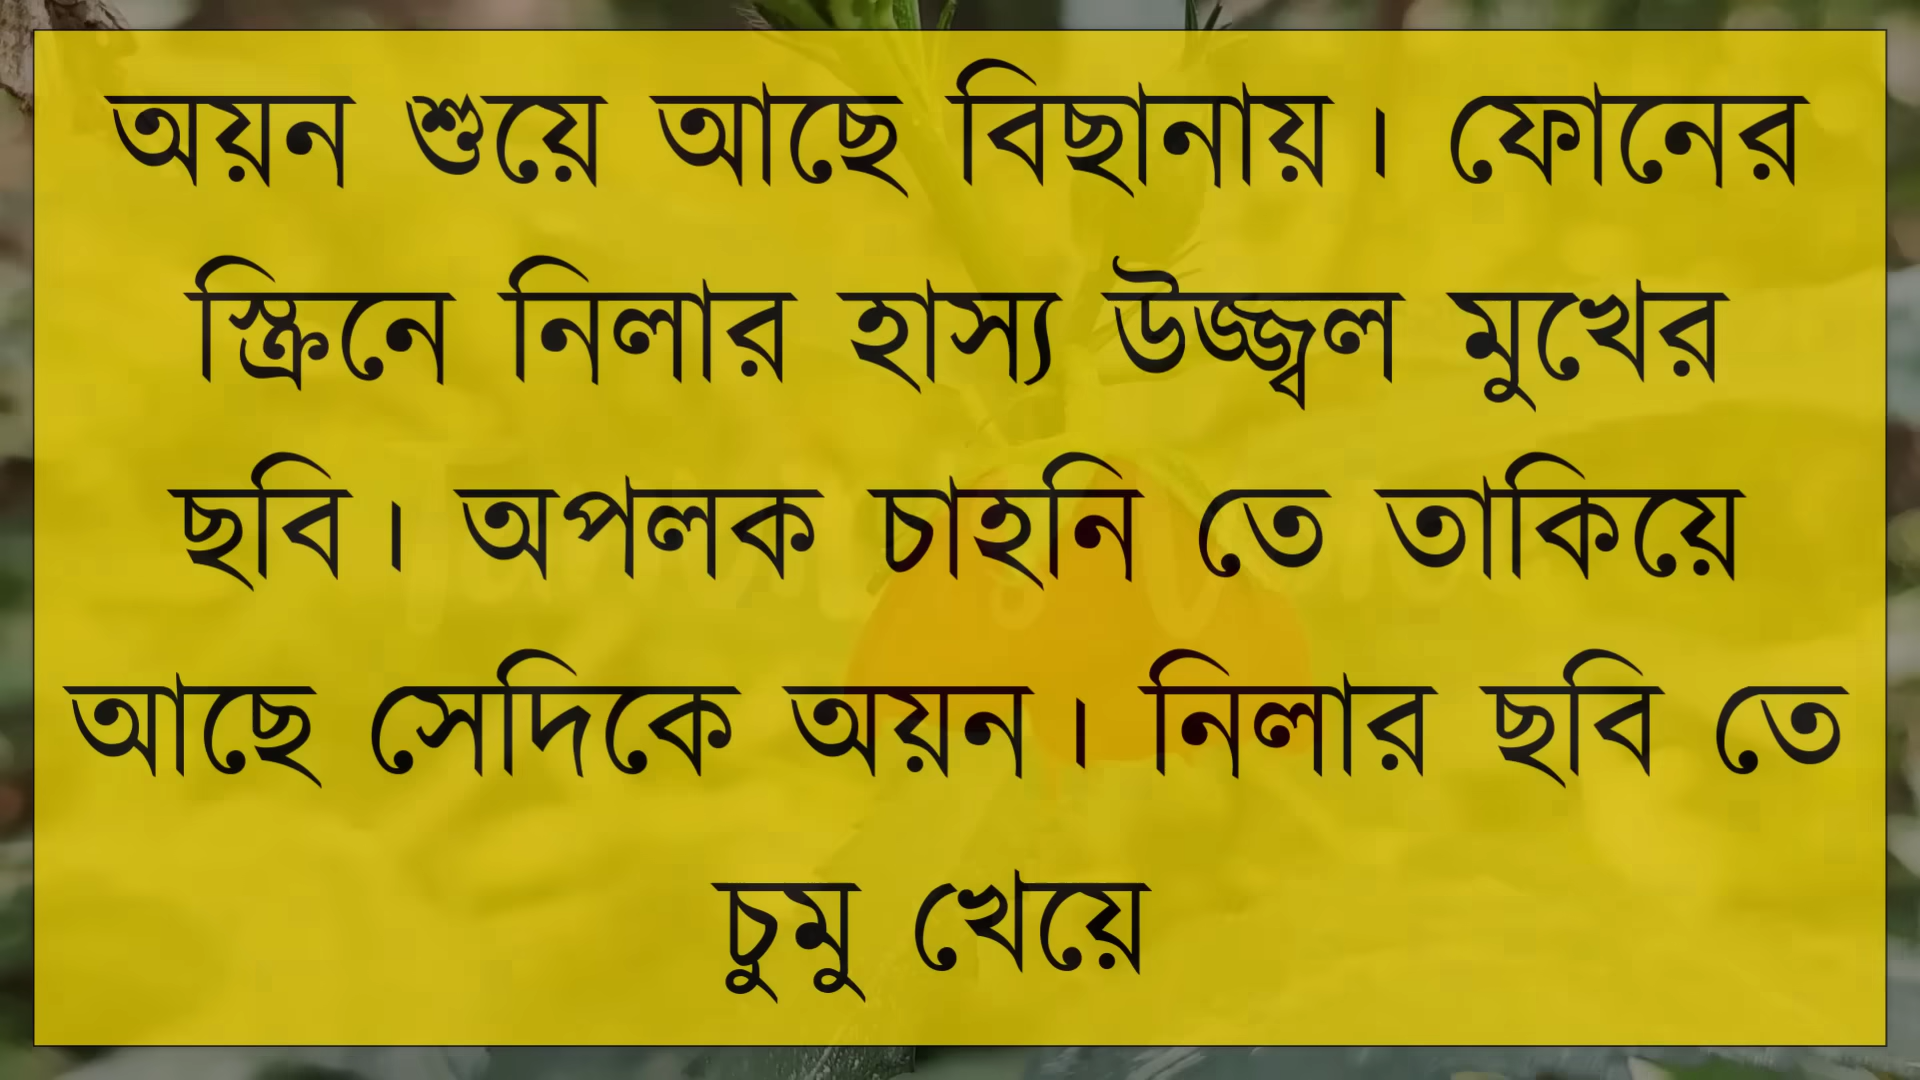 অয়ন শুয়ে আছে বিছানায়। ফোনের
স্ক্রিনে নিলার হাস্য উজ্জ্বল মুখের
ছবি। অপলক চাহনি তে তাকিয়ে
আছে সেদিকে অয়ন। নিলার ছবি তে
চুমু খেয়ে